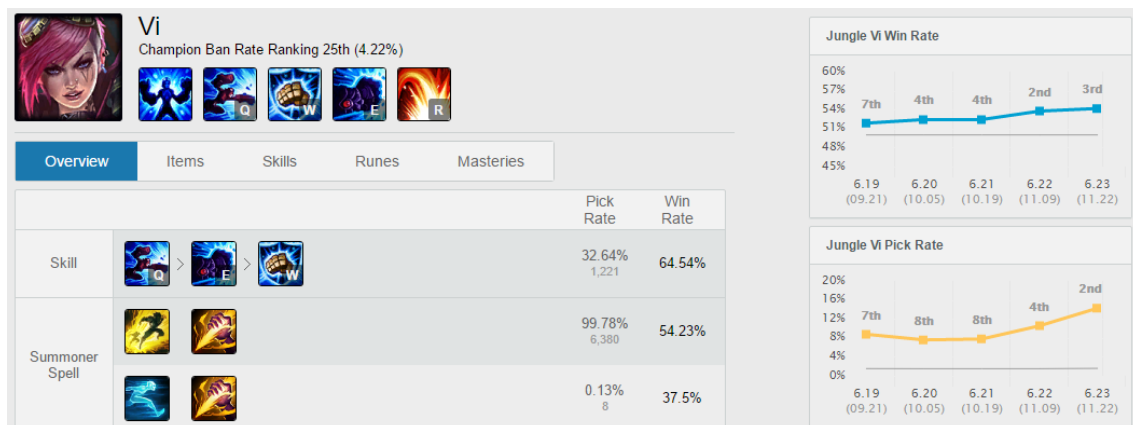 Vi
Champion Ban Rate Ranking 25th (4.22%)
Q W E R
Overview Items Skills Runes Masteries
Pick Rate Win Rate
Skill Q > E > W 32.64% 64.54%
1,221
Summoner Spell
99.78% 54.23%
6,380
0.13% 37.5%
8
Jungle Vi Win Rate
60%
57%
54%
51%
48%
45%
7th 4th 4th 2nd 3rd
6.19 6.20 6.21 6.22 6.23
(09.21) (10.05) (10.19) (11.09) (11.22)
Jungle Vi Pick Rate
20%
16%
12%
8%
4%
0%
7th 8th 8th 4th 2nd
6.19 6.20 6.21 6.22 6.23
(09.21) (10.05) (10.19) (11.09) (11.22)